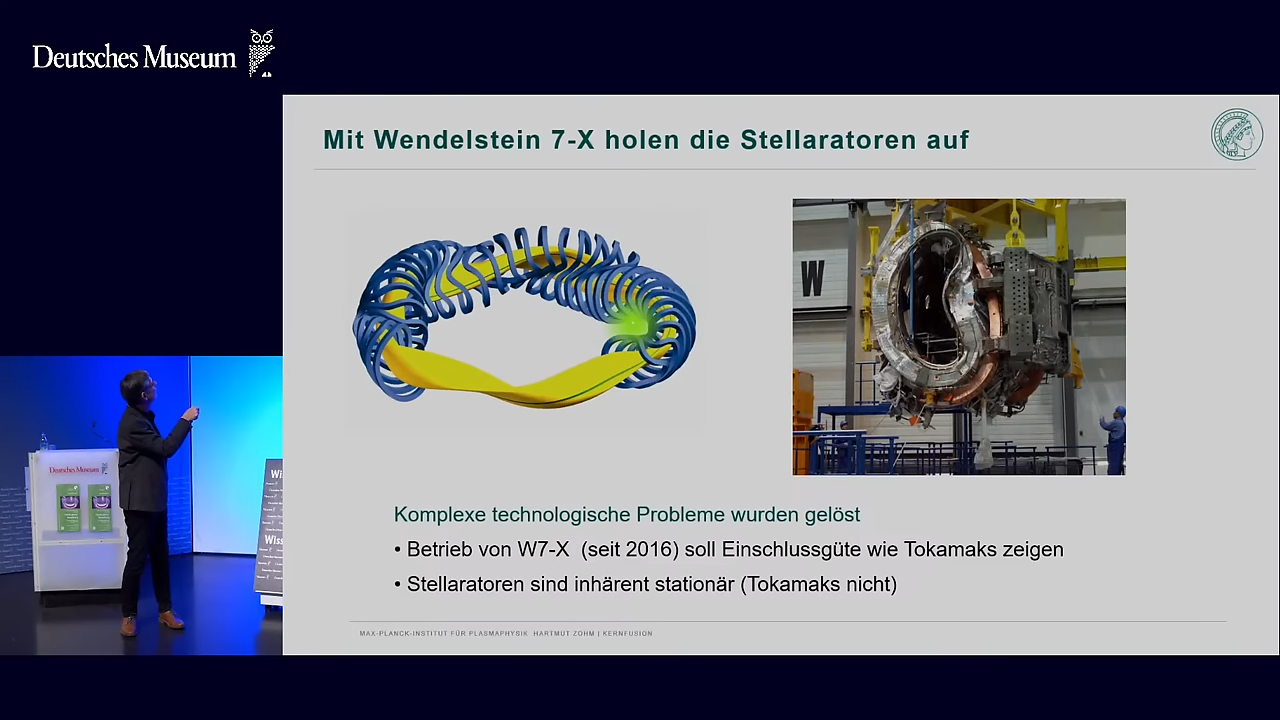 Deutsches Museum
Mit Wendelstein 7-X holen die Stellaratoren auf
W
Komplexe technologische Probleme wurden gelöst
• Betrieb von W7-X (seit 2016) soll Einschlussgüte wie Tokamaks zeigen
• Stellaratoren sind inhärent stationär (Tokamaks nicht)
MAX-PLANCK-INSTITUT FÜR PLASMAPHYSIK HARTMUT ZOHM | KERNFUSION
Deutsches Museum
Wi
Wiss